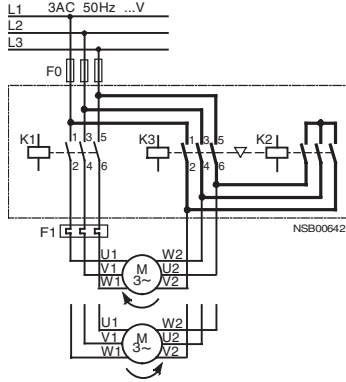 L1 3AC 50Hz ...V
L2
L3
F0
K1 1 3 5 K3 1 3 5 K2
2 4 6 2 4 6
NSB00642
F1
U1 W2
V1 M U2
W1 3~ V2
U1 W2
V1 M U2
W1 3~ V2